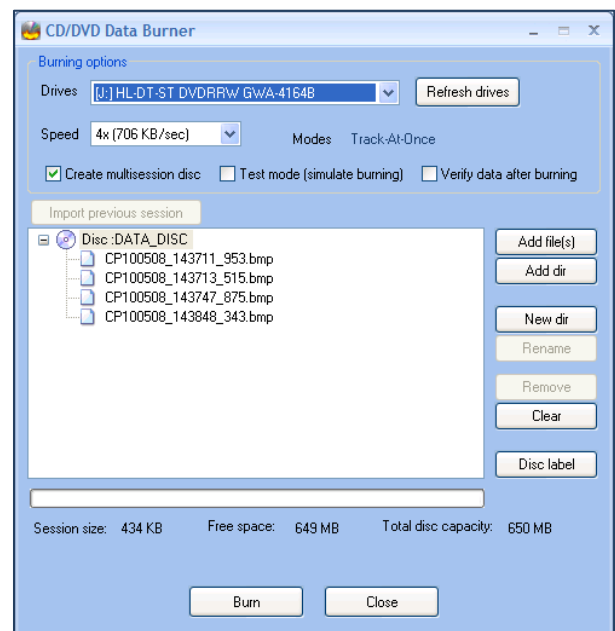 CD/DVD Data Burner
Burning options
Drives [J:] HL-DT-ST DVDRRW GWA-4164B Refresh drives
Speed 4x (706 KB/sec) Modes Track-At-Once
Create multisession disc Test mode (simulate burning) Verify data after burning
Import previous session
Disc :DATA_DISC Add file(s)
CP100508_143711_953.bmp
CP100508_143713_515.bmp Add dir
CP100508_143747_875.bmp
CP100508_143848_343.bmp New dir
Rename
Remove
Clear
Disc label
Session size: 434 KB Free space: 649 MB Total disc capacity: 650 MB
Burn Close